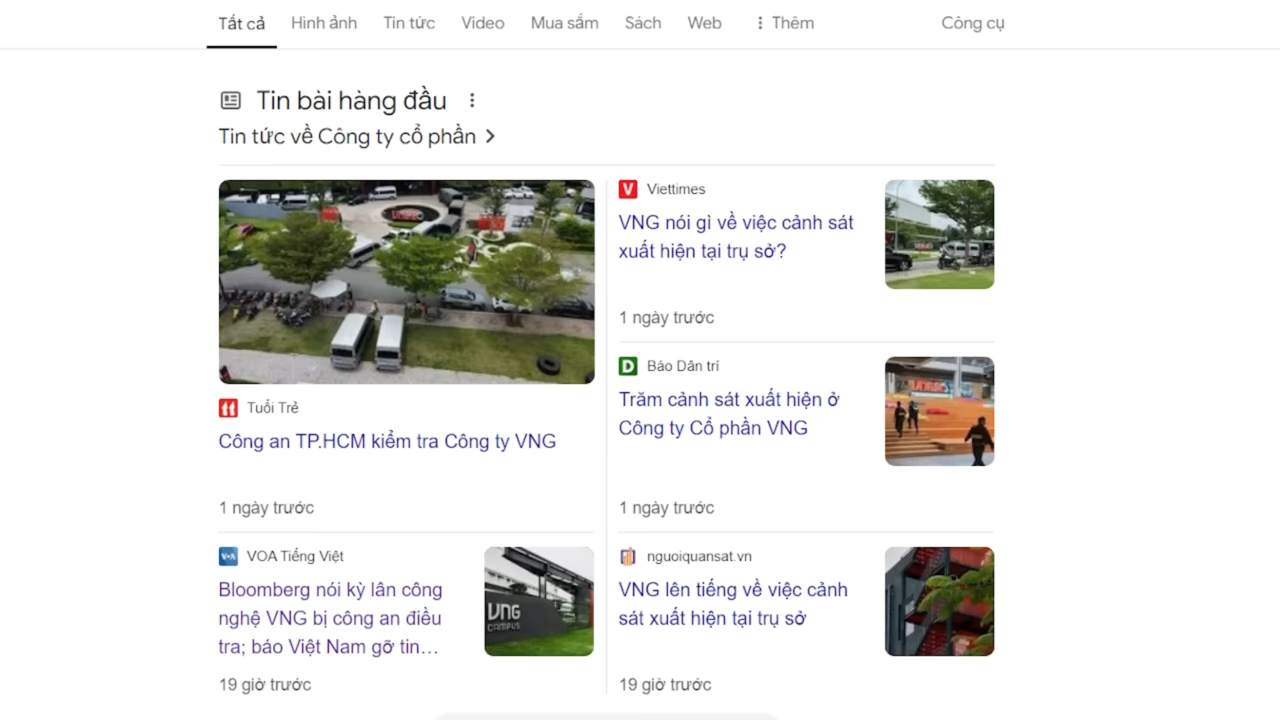 Tất cả
Hình ảnh
Tin tức
Video
Mua sắm
Sách
Web
Thêm
Công cụ
Tin bài hàng đầu
Tin tức về Công ty cổ phần
Tuổi Trẻ
Công an TP.HCM kiểm tra Công ty VNG
1 ngày trước
VOA
VOA Tiếng Việt
Bloomberg nói kỳ lân công
nghệ VNG bị công an điều
tra; báo Việt Nam gỡ tin...
19 giờ trước
VNG
CAMPUS
V
Viettimes
VNG nói gì về việc cảnh sát
xuất hiện tại trụ sở?
1 ngày trước
D
Báo Dân trí
Trăm cảnh sát xuất hiện ở
Công ty Cổ phần VNG
1 ngày trước
nguoiquansat.vn
VNG lên tiếng về việc cảnh
sát xuất hiện tại trụ sở
19 giờ trước